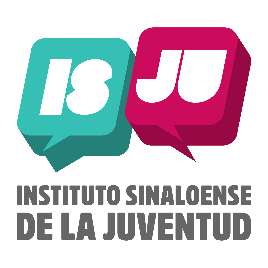 IS JU
INSTITUTO SINALOENSE
DE LA JUVENTUD